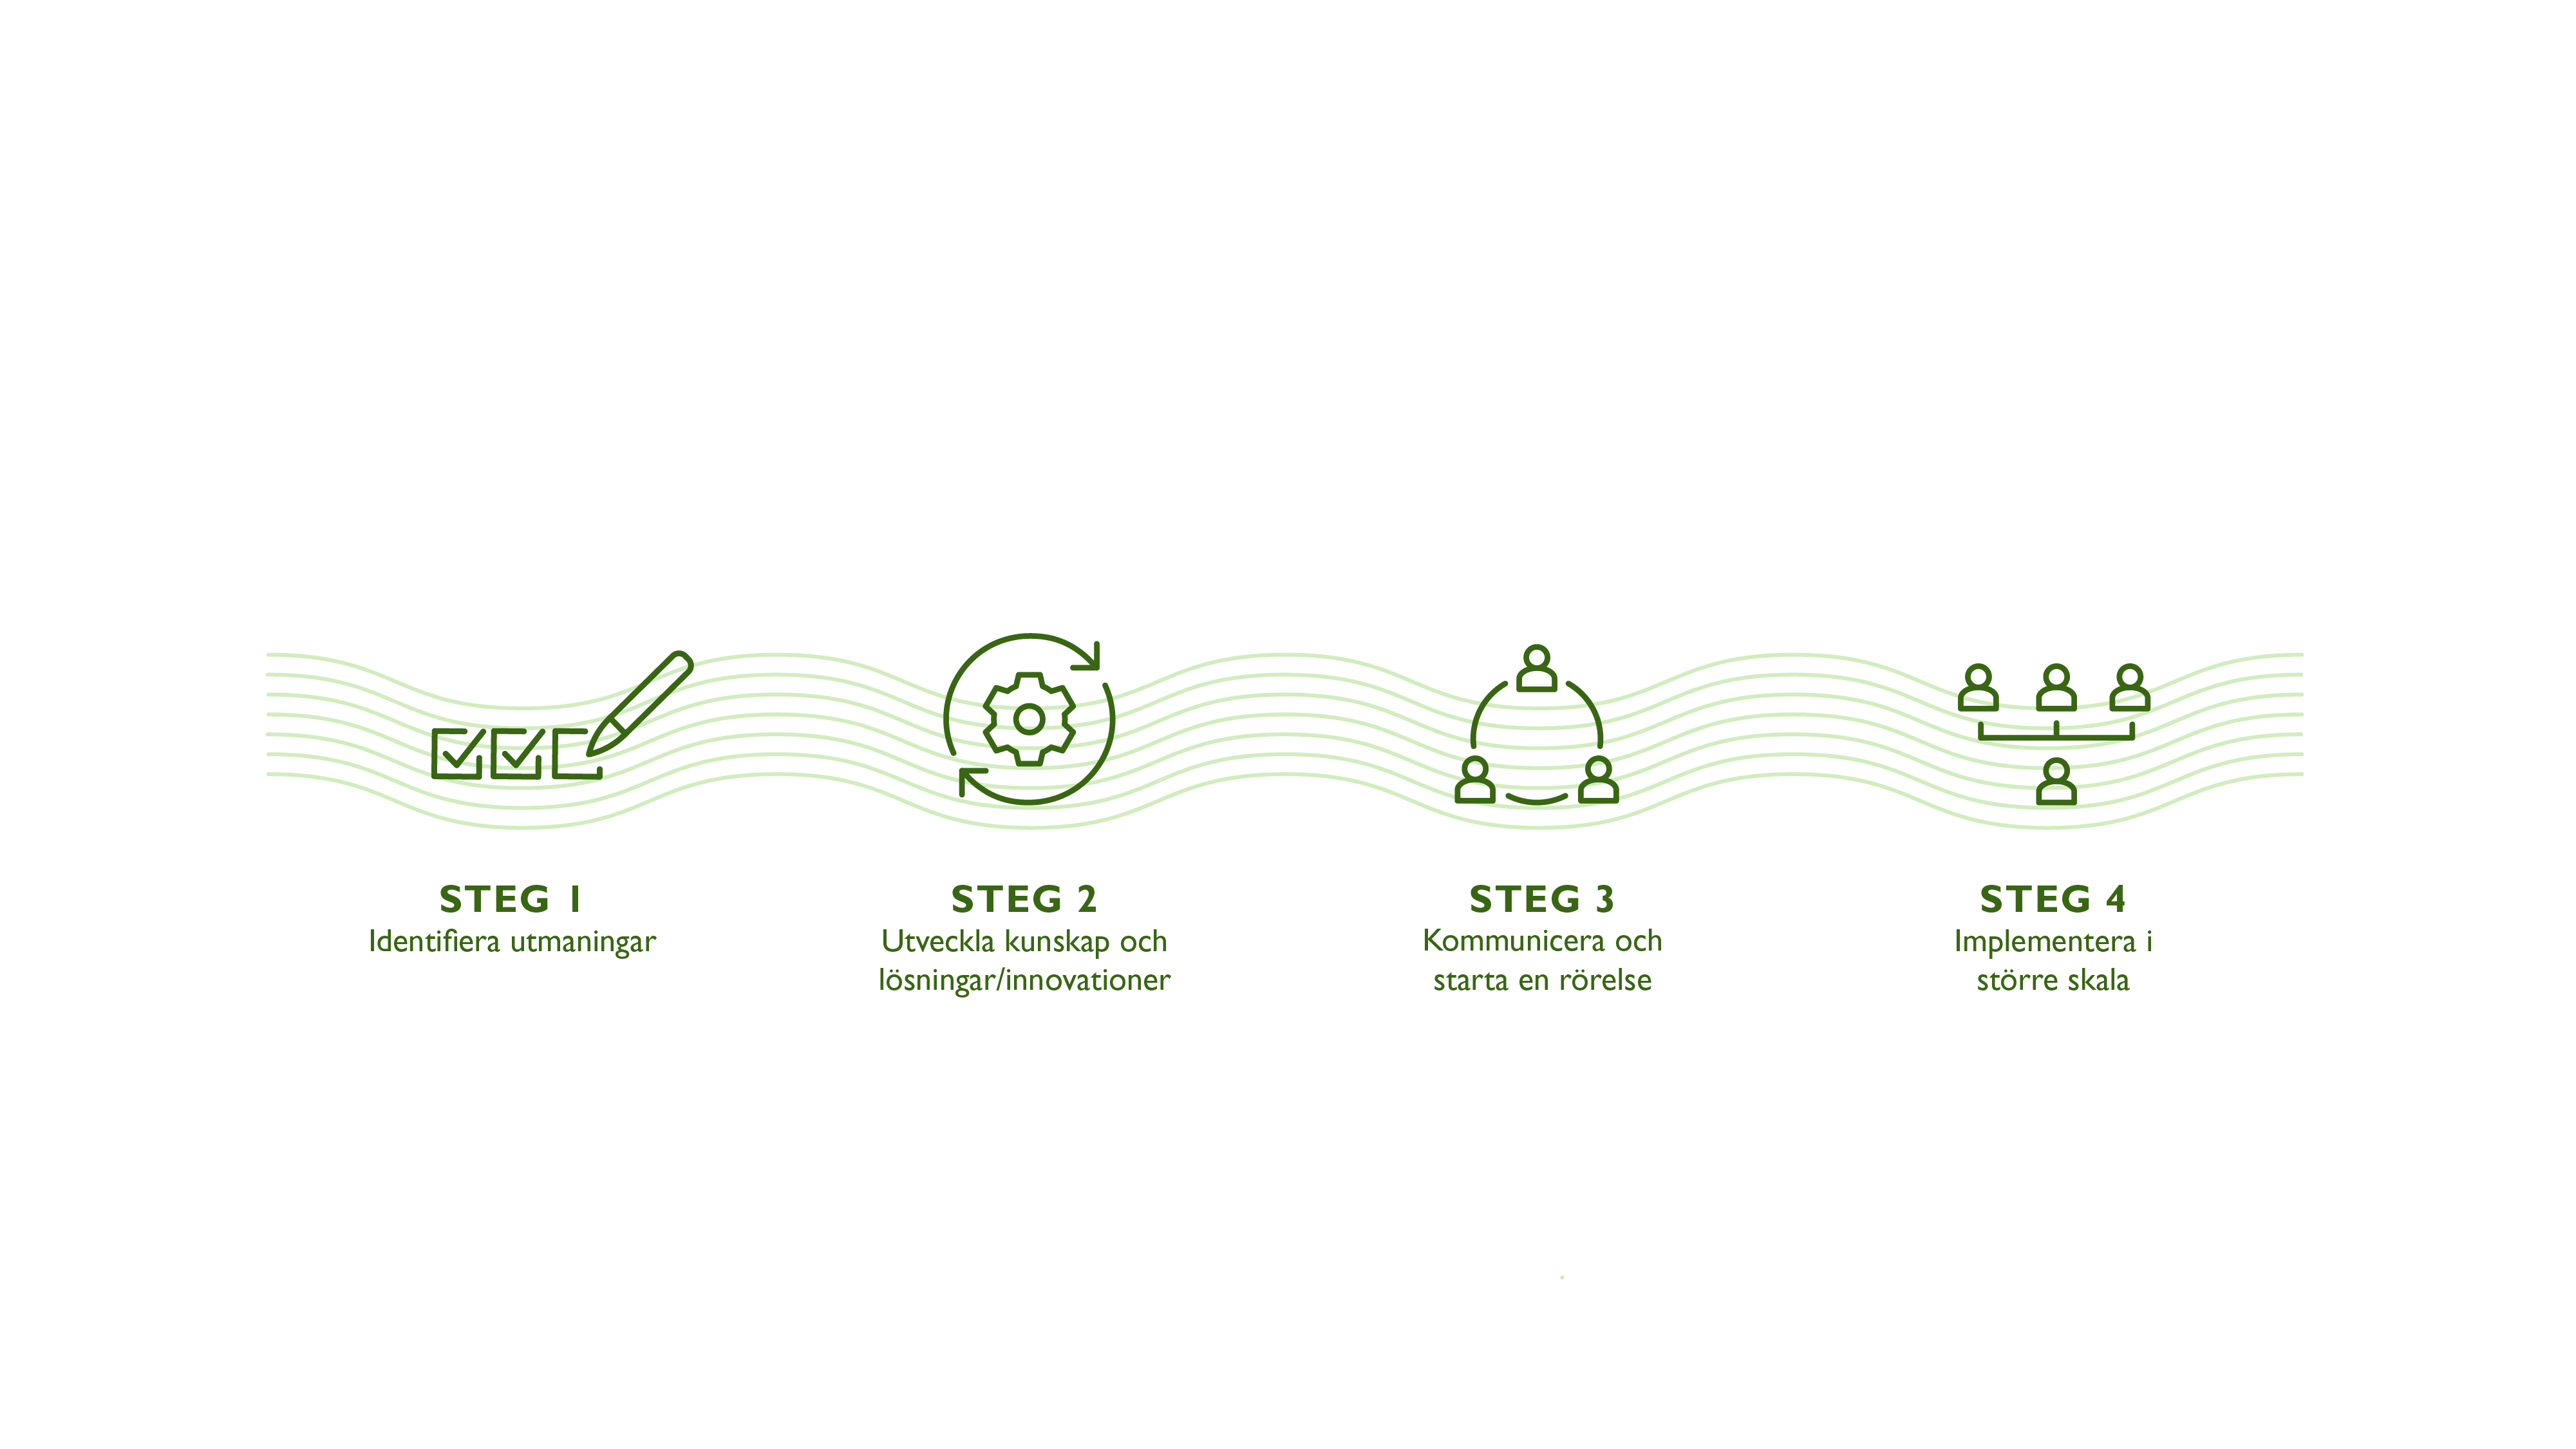 STEG 1
Identifiera utmaningar
STEG 2
Utveckla kunskap och
lösningar/innovationer
STEG 3
Kommunicera och
starta en rörelse
STEG 4
Implementera i
större skala